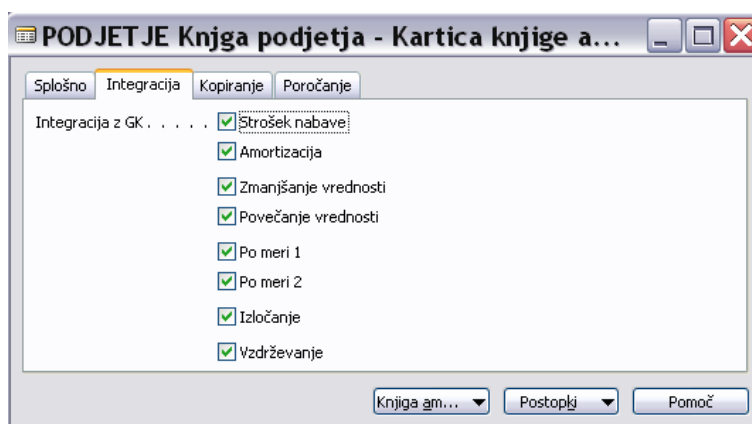 PODJETJE Knjiga podjetja - Kartica knjige a...
Splošno Integracija Kopiranje Poročanje
Integracija z GK . . . . . Strošek nabave
Amortizacija
Zmanjšanje vrednosti
Povečanje vrednosti
Po meri 1
Po meri 2
Izločanje
Vzdrževanje
Knjiga am... Postopki Pomoč